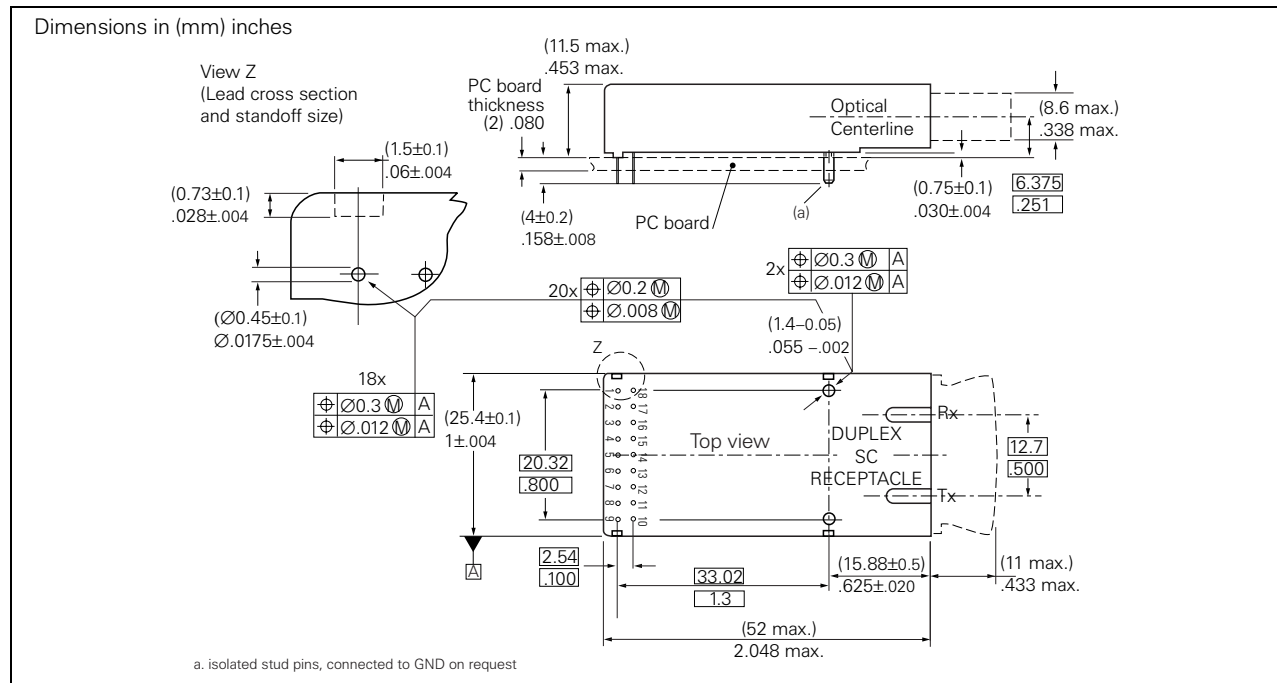 Dimensions in (mm) inches
View Z
(Lead cross section
and standoff size)
(1.5±0.1)
.06±.004
(0.73±0.1)
.028±.004
(Ø0.45±0.1)
Ø.0175±.004
PC board
thickness
(2) .080
(11.5 max.)
.453 max.
Optical
Centerline
(8.6 max.)
.338 max.
(4±0.2)
.158±.008
PC board
(a)
(0.75±0.1)
.030±.004
6.375
.251
2x
⌖ Ø0.3 Ⓜ A
⌖ Ø.012 Ⓜ A
20x
⌖ Ø0.2 Ⓜ
⌖ Ø.008 Ⓜ
(1.4–0.05)
.055 –.002
18x
⌖ Ø0.3 Ⓜ A
⌖ Ø.012 Ⓜ A
Z
(25.4±0.1)
1±.004
20.32
.800
1 18
2 17
3 16
4 15
5 14
6 13
7 12
8 11
9 10
Top view
DUPLEX
SC
RECEPTACLE
Rx
Tx
12.7
.500
A
2.54
.100
33.02
1.3
(15.88±0.5)
.625±.020
(11 max.)
.433 max.
(52 max.)
2.048 max.
a. isolated stud pins, connected to GND on request